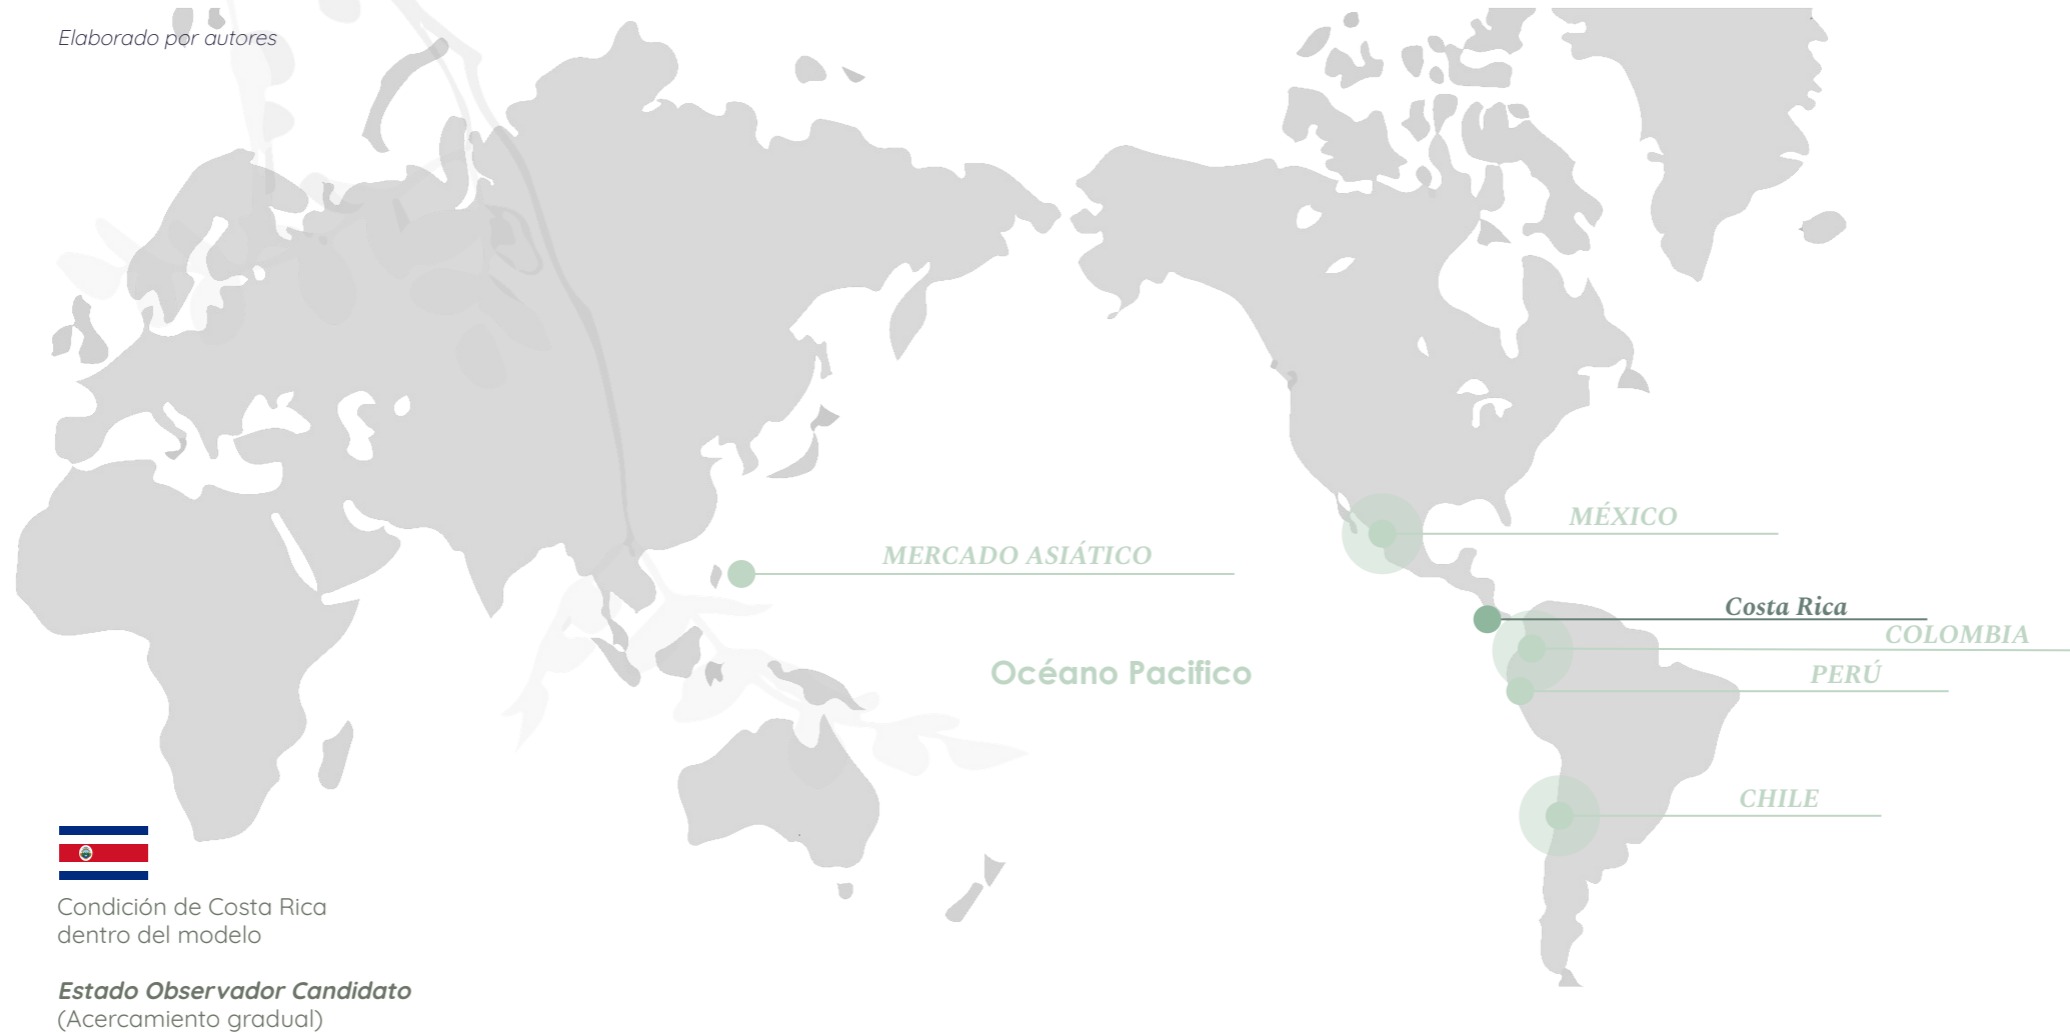 Elaborado por autores
MÉXICO
MERCADO ASIÁTICO
Costa Rica
COLOMBIA
Océano Pacifico
PERÚ
CHILE
Condición de Costa Rica
dentro del modelo
Estado Observador Candidato
(Acercamiento gradual)